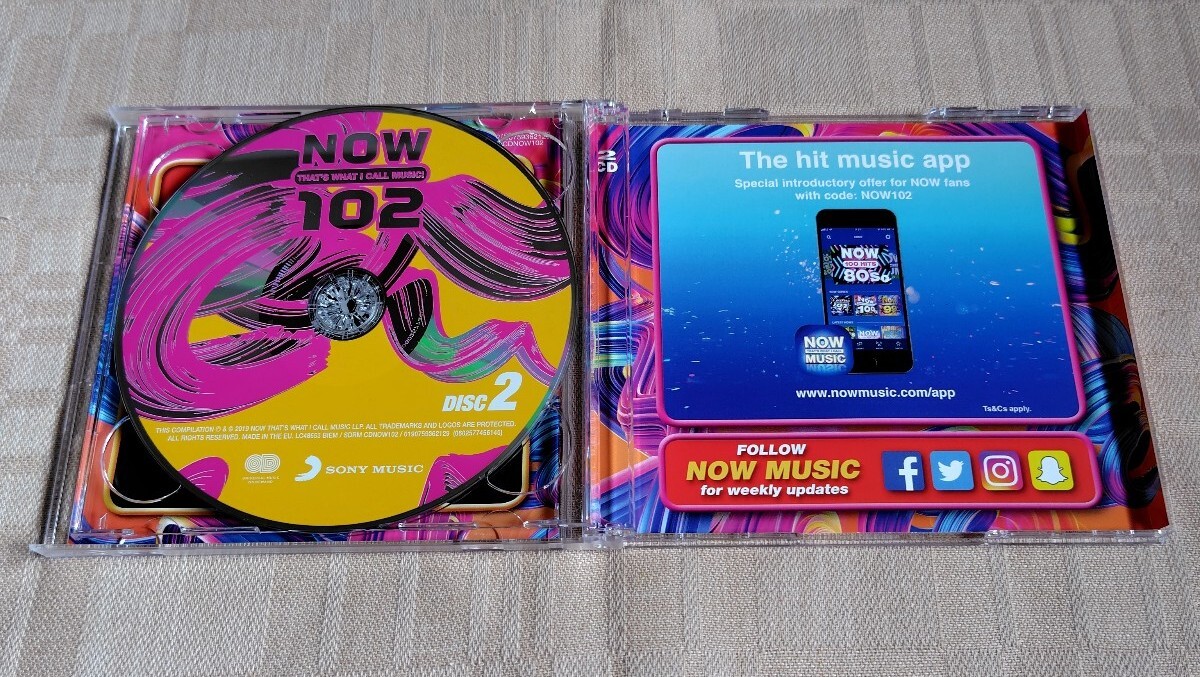 NOW
THAT'S WHAT I CALL MUSIC!
102
CDNOW102
DISC 2
THIS COMPILATION ℗ & © 2019 NOW THAT'S WHAT I CALL MUSIC LLP. ALL TRADEMARKS AND LOGOS ARE PROTECTED.
ALL RIGHTS RESERVED. MADE IN THE EU.
SONY MUSIC
2
CD
The hit music app
Special introductory offer for NOW fans
with code: NOW102
NOW
100 HITS
80s
NOW
MUSIC
www.nowmusic.com/app
Ts&Cs apply.
FOLLOW
NOW MUSIC
for weekly updates